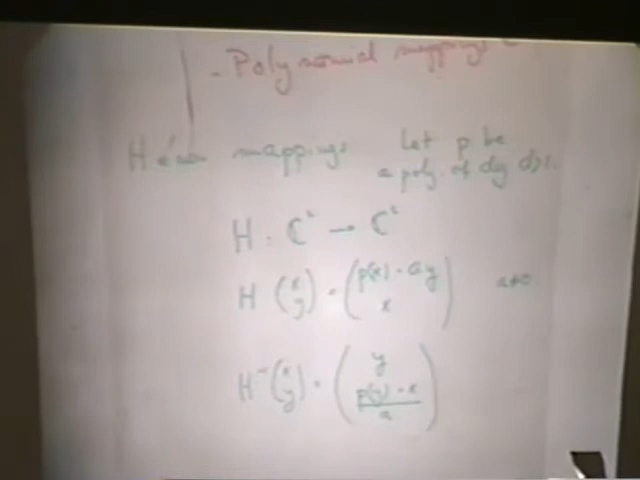 - Polynomial mappings
Hénon mappings Let p be
a poly. of deg d>1.
H : ℂ² → ℂ²
H (x y) = (p(x) - ay x) a≠0
H⁻¹(x y) = (y (p(y) - x)/a)